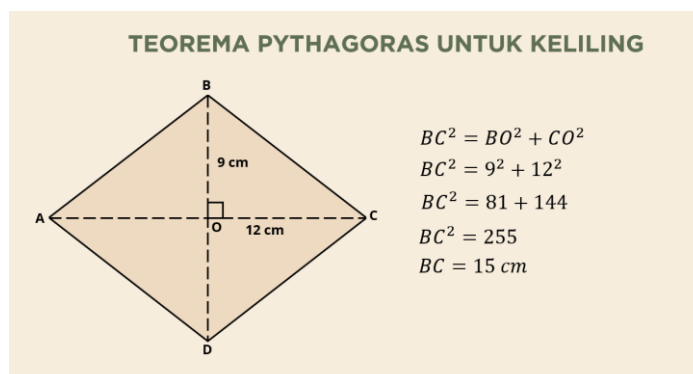 TEOREMA PYTHAGORAS UNTUK KELILING
B
9 cm
A
O
12 cm
C
D
BC² = BO² + CO²
BC² = 9² + 12²
BC² = 81 + 144
BC² = 255
BC = 15 cm